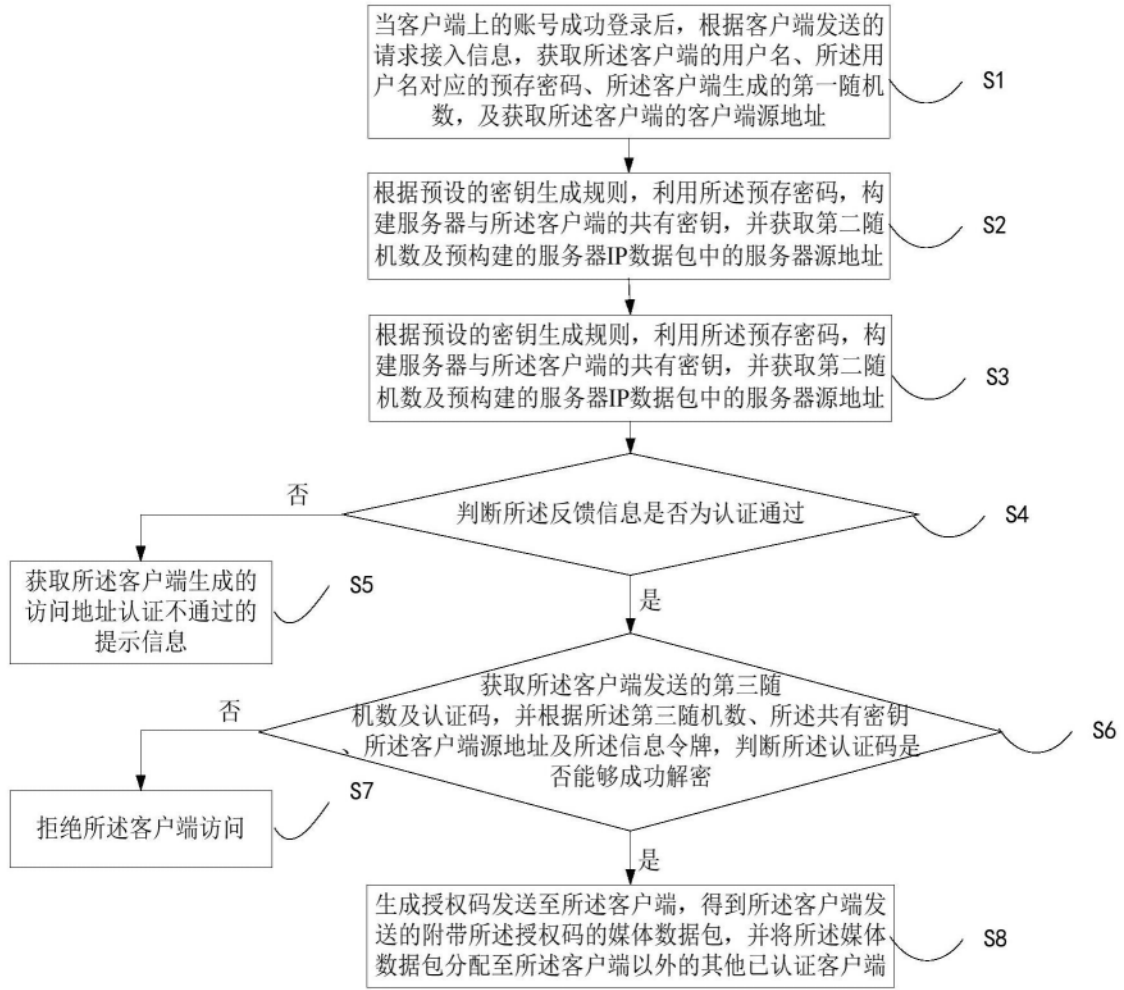 当客户端上的账号成功登录后，根据客户端发送的
请求接入信息，获取所述客户端的用户名、所述用
户名对应的预存密码、所述客户端生成的第一随机
数，及获取所述客户端的客户端源地址
S1
根据预设的密钥生成规则，利用所述预存密码，构
建服务器与所述客户端的共有密钥，并获取第二随
机数及预构建的服务器IP数据包中的服务器源地址
S2
根据预设的密钥生成规则，利用所述预存密码，构
建服务器与所述客户端的共有密钥，并获取第二随
机数及预构建的服务器IP数据包中的服务器源地址
S3
判断所述反馈信息是否为认证通过
S4
否
获取所述客户端生成的
访问地址认证不通过的
提示信息
S5
是
获取所述客户端发送的第三随
机数及认证码，并根据所述第三随机数、所述共有密钥
、所述客户端源地址及所述信息令牌，判断所述认证码是
否能够成功解密
S6
否
拒绝所述客户端访问
S7
是
生成授权码发送至所述客户端，得到所述客户端发
送的附带所述授权码的媒体数据包，并将所述媒体
数据包分配至所述客户端以外的其他已认证客户端
S8